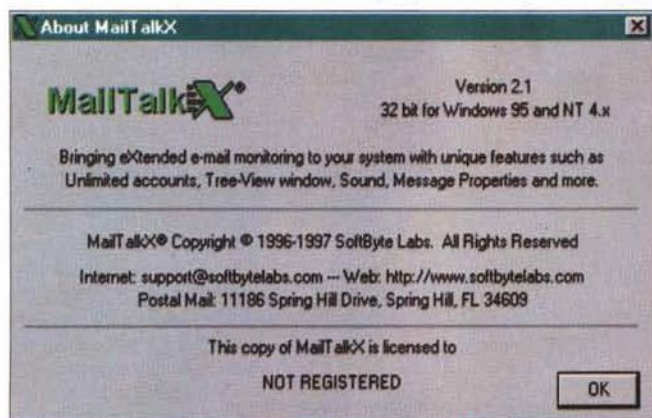 About MailTalkX
MailTalkX®
Version 2.1
32 bit for Windows 95 and NT 4.x
Bringing eXtended e-mail monitoring to your system with unique features such as
Unlimited accounts, Tree-View window, Sound, Message Properties and more.
MailTalkX® Copyright © 1996-1997 SoftByte Labs. All Rights Reserved
Internet: support@softbytelabs.com --- Web: http://www.softbytelabs.com
Postal Mail: 11186 Spring Hill Drive, Spring Hill, FL 34609
This copy of MailTalkX is licensed to
NOT REGISTERED
OK